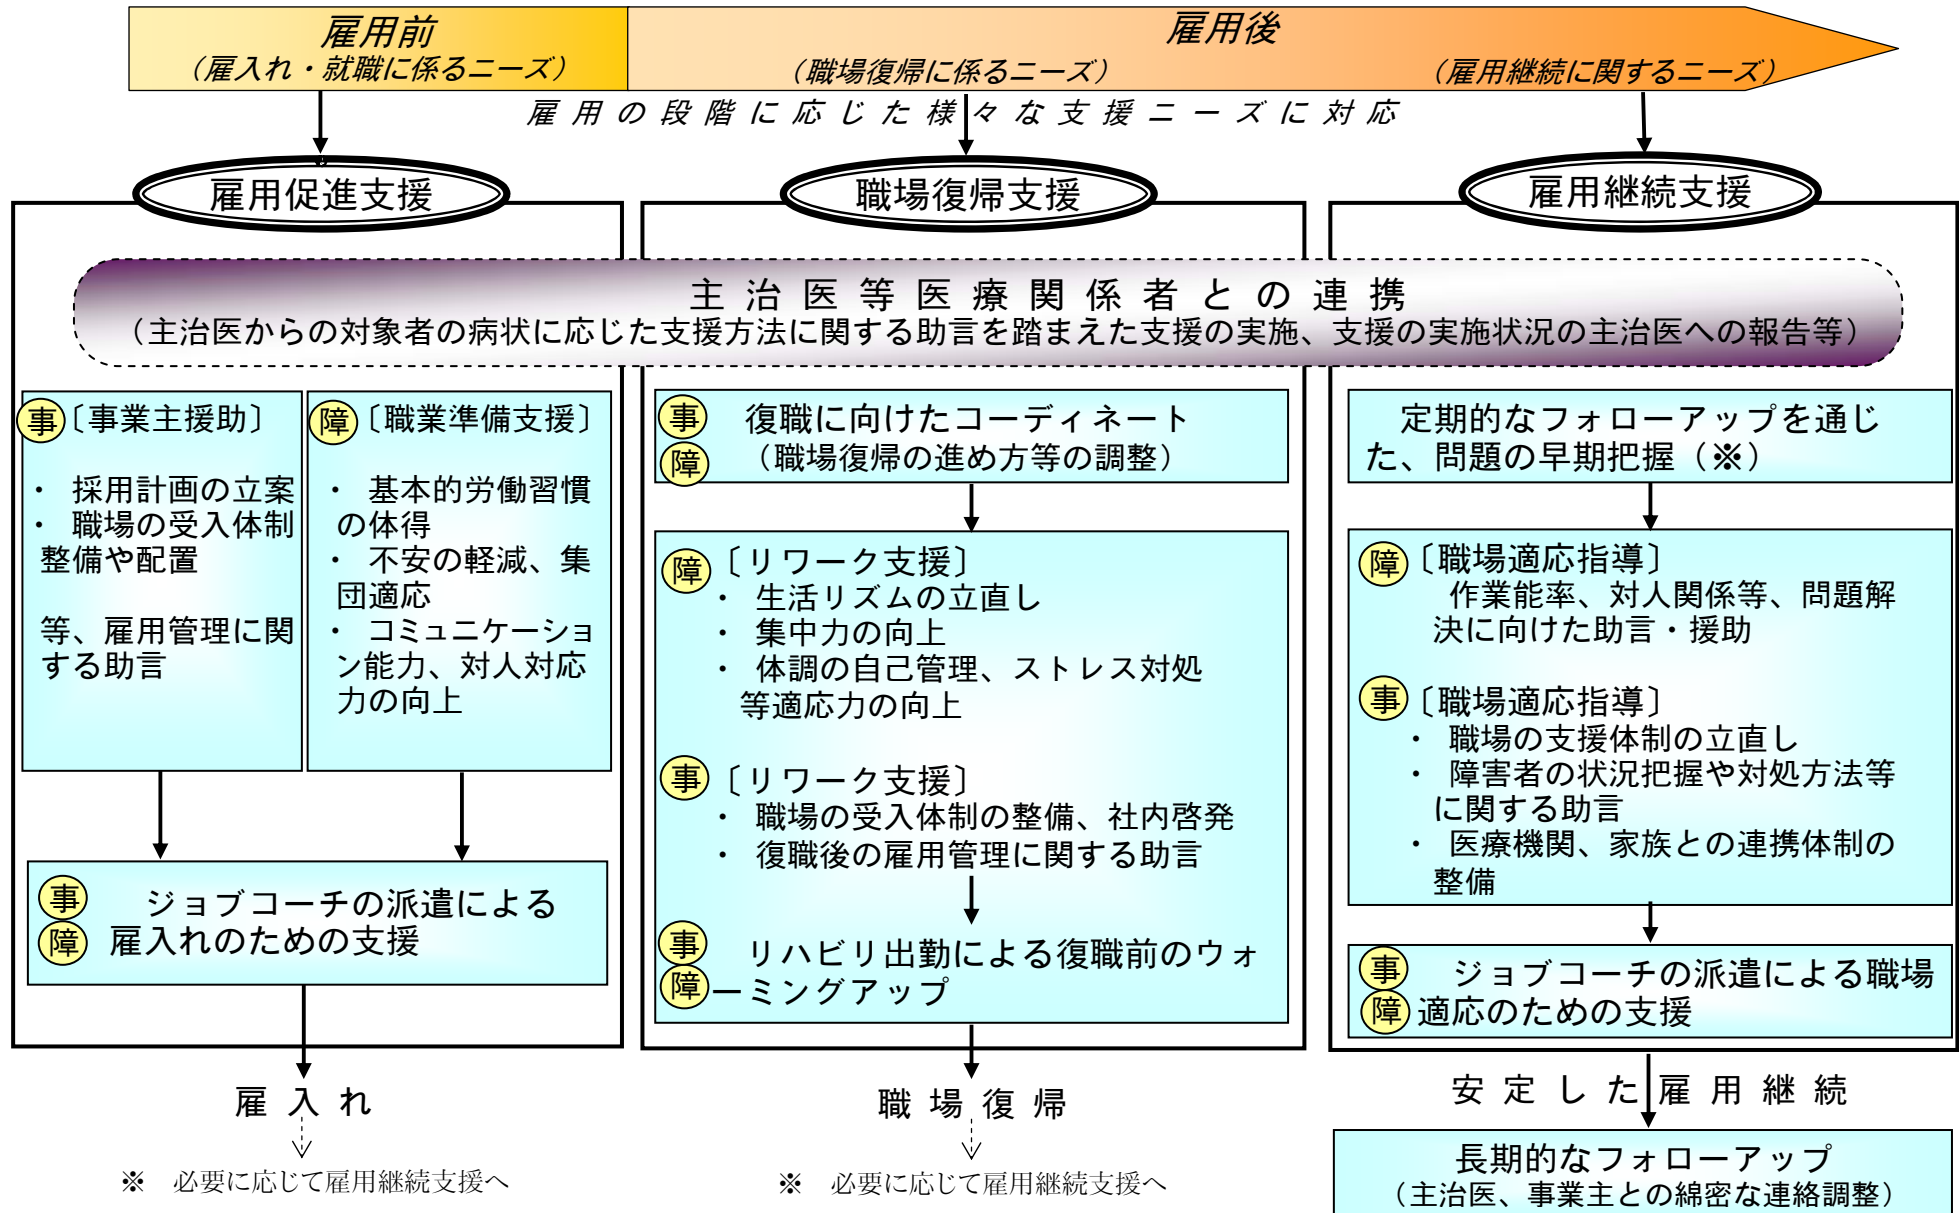 雇用前
（雇入れ・就職に係るニーズ）
雇用後
（職場復帰に係るニーズ）
（雇用継続に関するニーズ）
雇用の段階に応じた様々な支援ニーズに対応
雇用促進支援
職場復帰支援
雇用継続支援
主治医等医療関係者との連携
（主治医からの対象者の病状に応じた支援方法に関する助言を踏まえた支援の実施、支援の実施状況の主治医への報告等）
事
〔事業主援助〕
・ 採用計画の立案
・ 職場の受入体制
整備や配置
等、雇用管理に関
する助言
障
〔職業準備支援〕
・ 基本的労働習慣
の体得
・ 不安の軽減、集
団適応
・ コミュニケーショ
ン能力、対人対応
力の向上
事
障
ジョブコーチの派遣による
雇入れのための支援
雇入れ
※ 必要に応じて雇用継続支援へ
事
障
復職に向けたコーディネート
（職場復帰の進め方等の調整）
障
〔リワーク支援〕
・ 生活リズムの立直し
・ 集中力の向上
・ 体調の自己管理、ストレス対処
等適応力の向上
事
〔リワーク支援〕
・ 職場の受入体制の整備、社内啓発
・ 復職後の雇用管理に関する助言
事
障
リハビリ出勤による復職前のウォ
ーミングアップ
職場復帰
※ 必要に応じて雇用継続支援へ
定期的なフォローアップを通じ
た、問題の早期把握（※）
障
〔職場適応指導〕
作業能率、対人関係等、問題解
決に向けた助言・援助
事
〔職場適応指導〕
・ 職場の支援体制の立直し
・ 障害者の状況把握や対処方法等
に関する助言
・ 医療機関、家族との連携体制の
整備
事
障
ジョブコーチの派遣による職場
適応のための支援
安定した雇用継続
長期的なフォローアップ
（主治医、事業主との綿密な連絡調整）